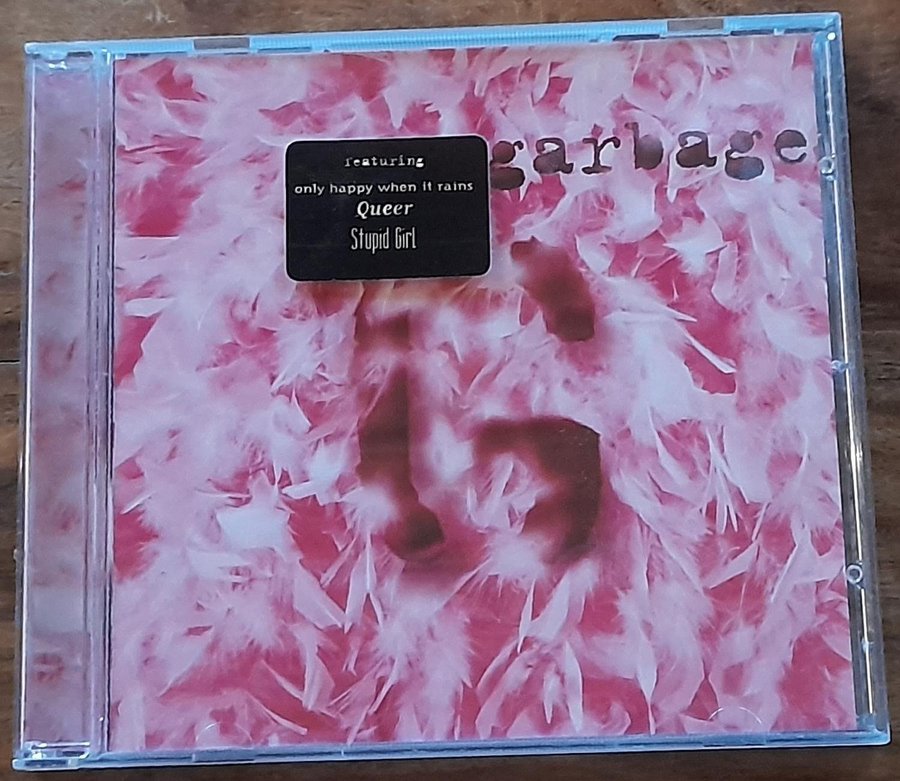 garbage
featuring
only happy when it rains
Queer
Stupid Girl
G